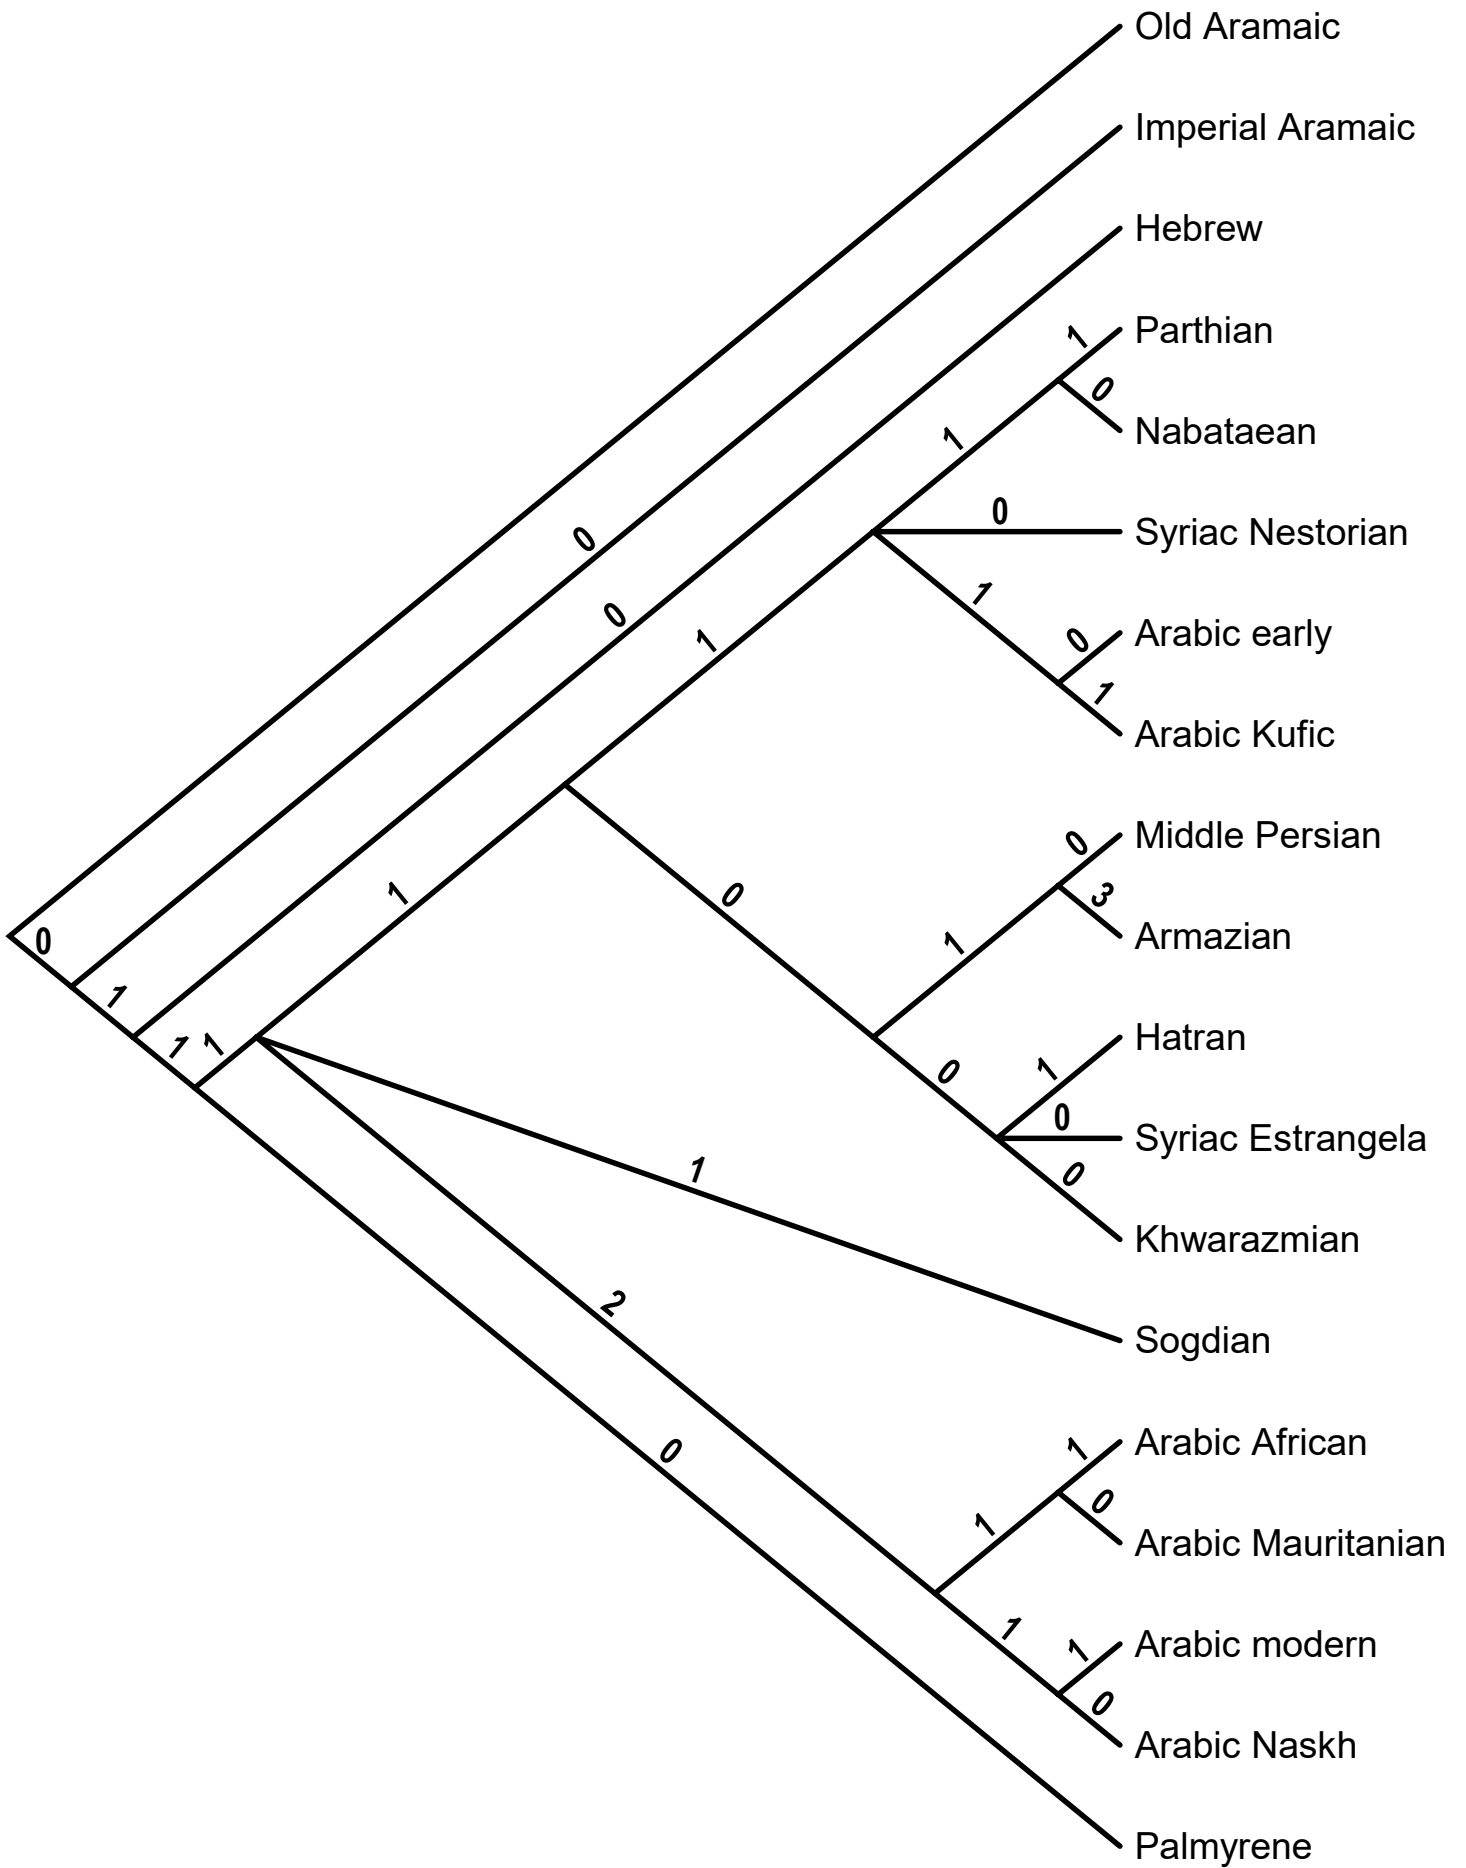 Old Aramaic
Imperial Aramaic
Hebrew
1
Parthian
0
Nabataean
1
0
Syriac Nestorian
0
1
0
Arabic early
0
1
1
Arabic Kufic
0
Middle Persian
1
0
3
Armazian
0
1
1
Hatran
1
1
0
1
0
Syriac Estrangela
0
Khwarazmian
1
2
Sogdian
1
Arabic African
0
0
1
Arabic Mauritanian
1
1
Arabic modern
0
Arabic Naskh
Palmyrene